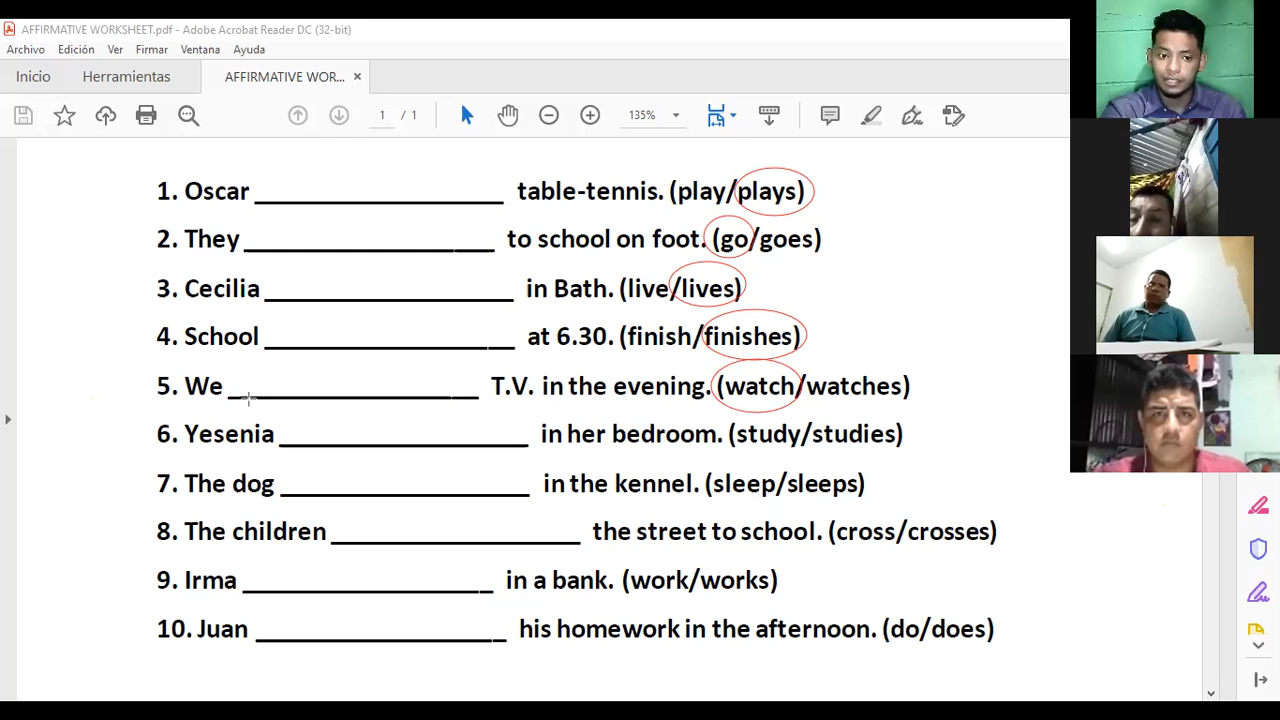 AFFIRMATIVE WORKSHEET.pdf - Adobe Acrobat Reader DC (32-bit)
Archivo Edición Ver Firmar Ventana Ayuda
Inicio Herramientas AFFIRMATIVE WOR... ×
1 / 1 135%
1. Oscar ____________________ table-tennis. (play/plays)
2. They ____________________ to school on foot. (go/goes)
3. Cecilia ____________________ in Bath. (live/lives)
4. School ____________________ at 6.30. (finish/finishes)
5. We ____________________ T.V. in the evening. (watch/watches)
6. Yesenia ____________________ in her bedroom. (study/studies)
7. The dog ____________________ in the kennel. (sleep/sleeps)
8. The children ____________________ the street to school. (cross/crosses)
9. Irma ____________________ in a bank. (work/works)
10. Juan ____________________ his homework in the afternoon. (do/does)